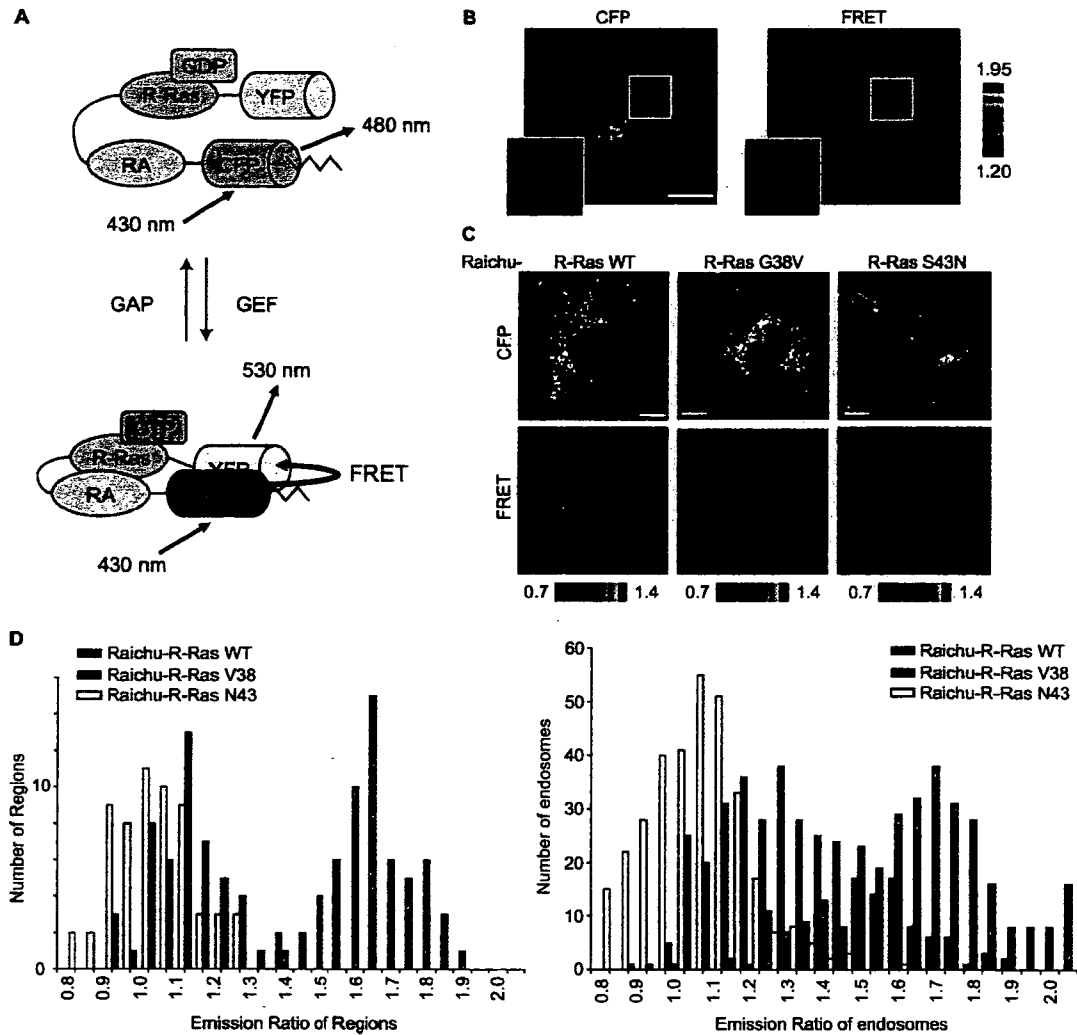 A
GDP
R-Ras
YFP
480 nm
RA
CFP
430 nm
GAP
GEF
530 nm
GTP
R-Ras
YFP
FRET
RA
430 nm
B
CFP
FRET
1.95
1.20
C
Raichu-
R-Ras WT
R-Ras G38V
R-Ras S43N
CFP
FRET
0.7
1.4
0.7
1.4
0.7
1.4
D
Raichu-R-Ras WT
Raichu-R-Ras V38
Raichu-R-Ras N43
Number of Regions
10
0
0.8
0.9
1.0
1.1
1.2
1.3
1.4
1.5
1.6
1.7
1.8
1.9
2.0
Emission Ratio of Regions
Raichu-R-Ras WT
Raichu-R-Ras V38
Raichu-R-Ras N43
Number of endosomes
60
50
40
30
20
10
0
0.8
0.9
1.0
1.1
1.2
1.3
1.4
1.5
1.6
1.7
1.8
1.9
2.0
Emission Ratio of endosomes